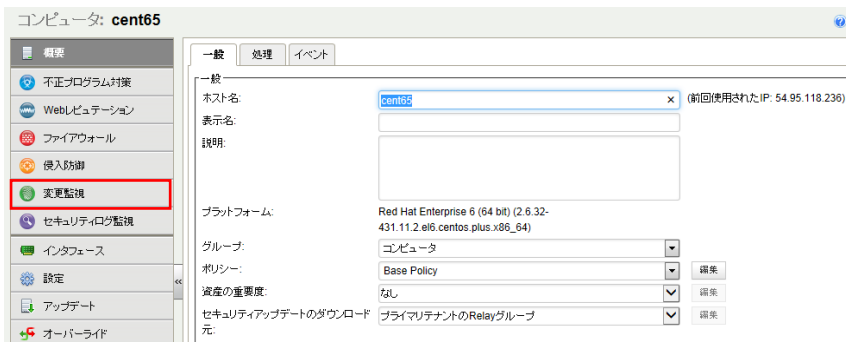 コンピュータ: cent65
概要
不正プログラム対策
Webレピュテーション
ファイアウォール
侵入防御
変更監視
セキュリティログ監視
インタフェース
設定
アップデート
オーバーライド
一般 処理 イベント
一般
ホスト名: cent65 × (前回使用されたIP: 54.95.118.236)
表示名:
説明:
プラットフォーム: Red Hat Enterprise 6 (64 bit) (2.6.32-
431.11.2.el6.centos.plus.x86_64)
グループ: コンピュータ
ポリシー: Base Policy 編集
資産の重要度: なし 編集
セキュリティアップデートのダウンロード プライマリテナントのRelayグループ 編集
元: